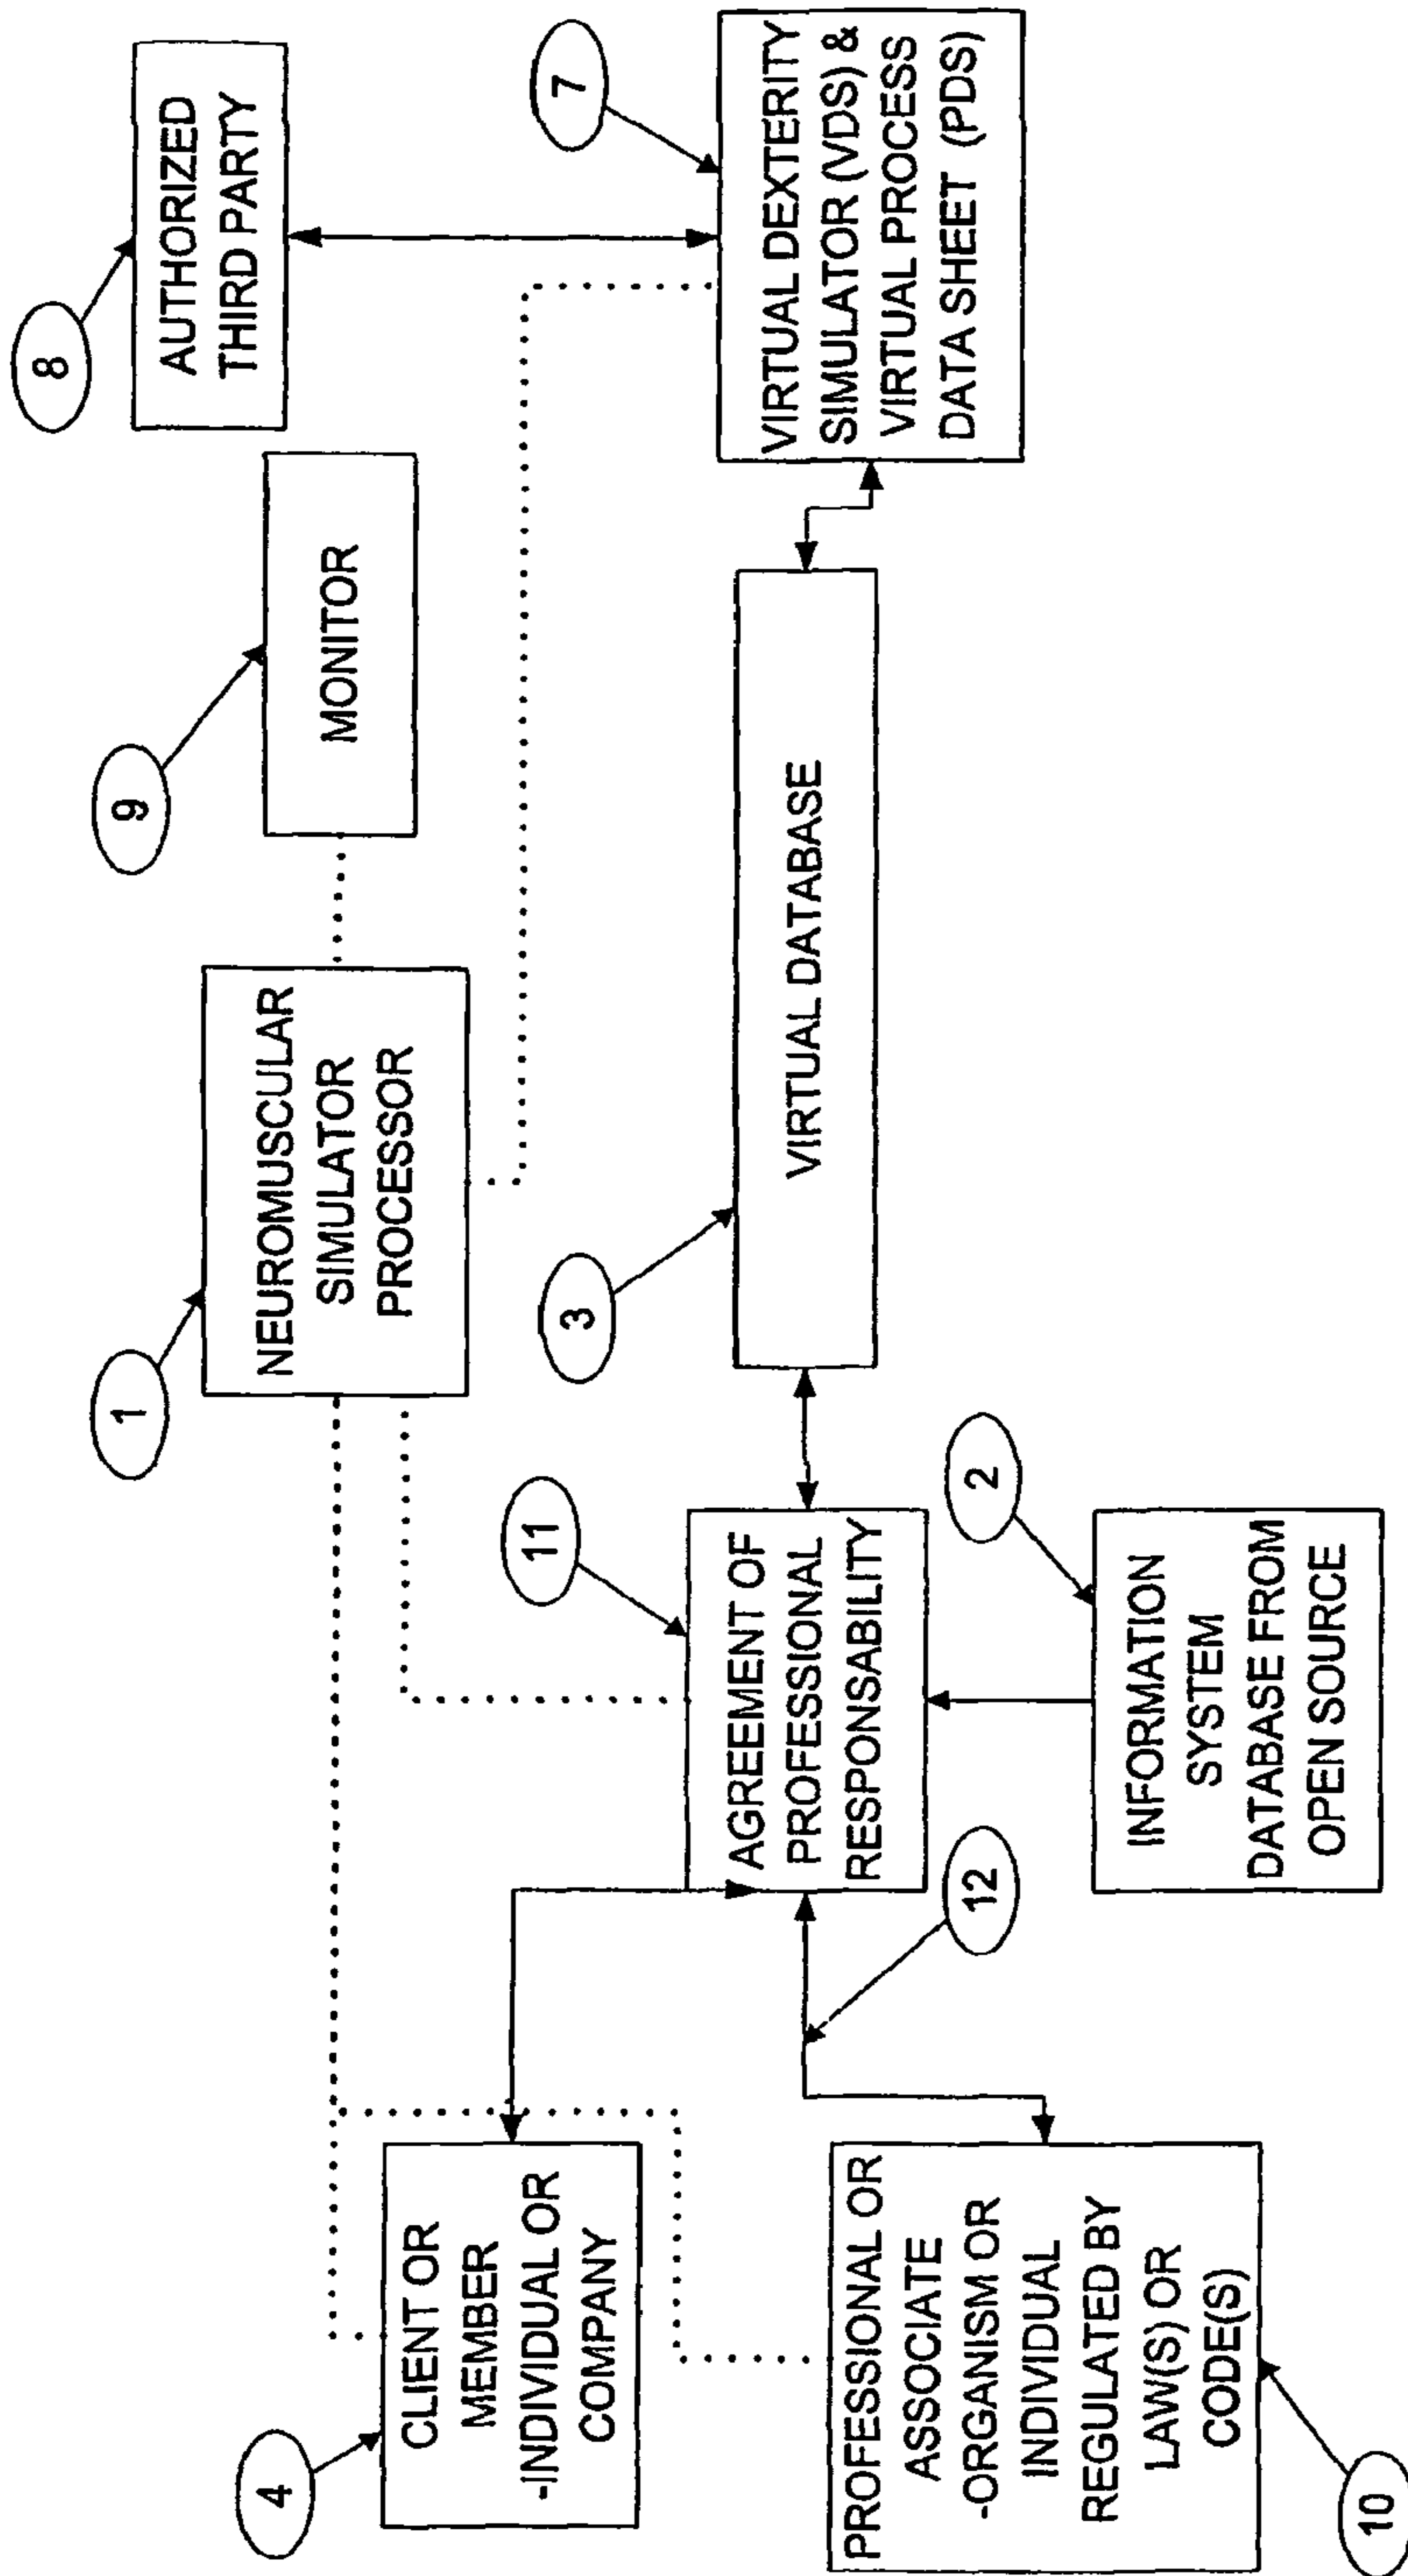 8
AUTHORIZED
THIRD PARTY
9
MONITOR
7
VIRTUAL DEXTERITY
SIMULATOR (VDS) &
VIRTUAL PROCESS
DATA SHEET (PDS)
1
NEUROMUSCULAR
SIMULATOR
PROCESSOR
3
VIRTUAL DATABASE
11
AGREEMENT OF
PROFESSIONAL
RESPONSABILITY
2
INFORMATION
SYSTEM
DATABASE FROM
OPEN SOURCE
12
4
CLIENT OR
MEMBER
-INDIVIDUAL OR
COMPANY
PROFESSIONAL OR
ASSOCIATE
-ORGANISM OR
INDIVIDUAL
REGULATED BY
LAW(S) OR
CODE(S)
10